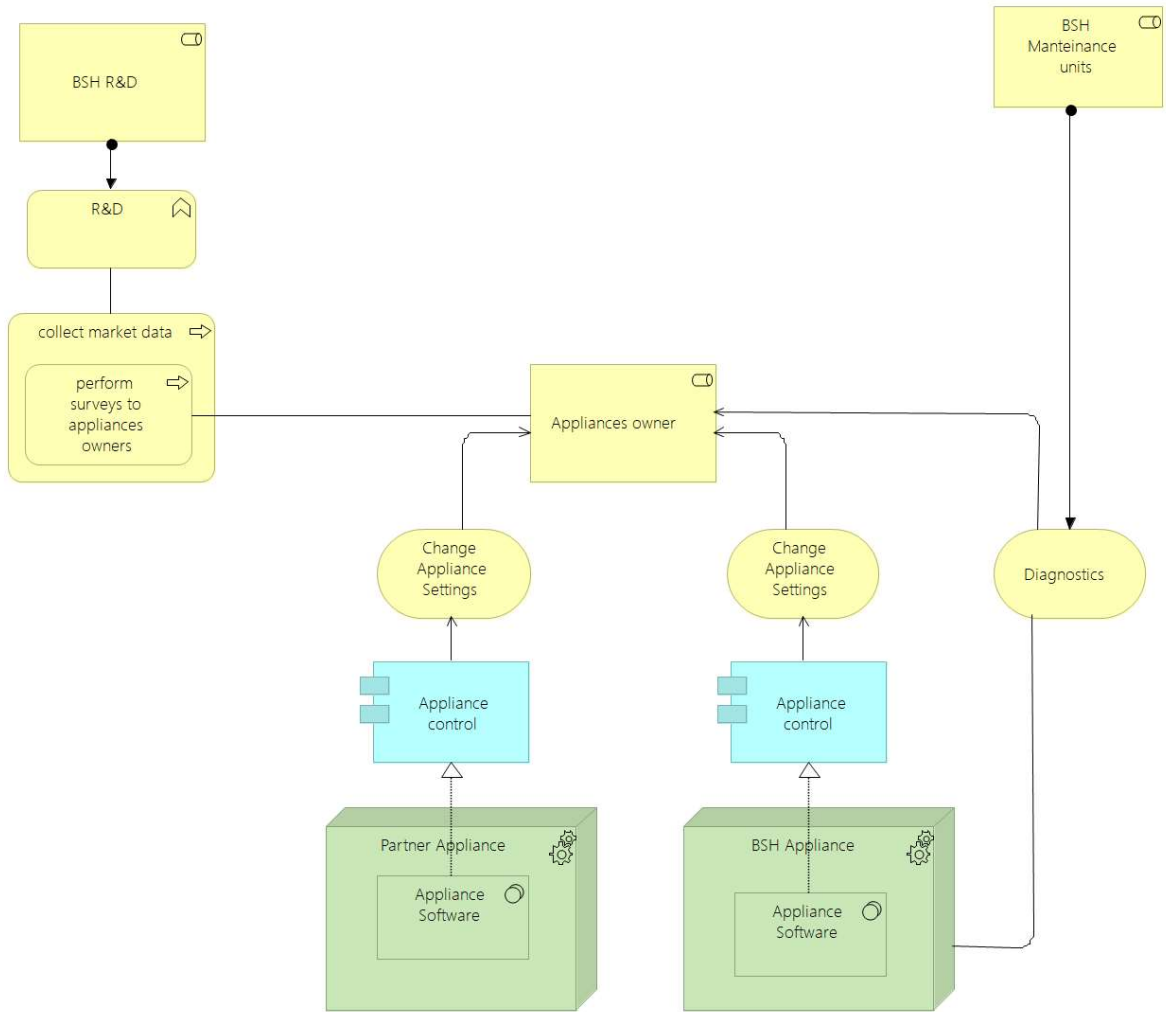 BSH R&D
BSH
Manteinance
units
R&D
collect market data
perform
surveys to
appliances
owners
Appliances owner
Change
Appliance
Settings
Change
Appliance
Settings
Diagnostics
Appliance
control
Appliance
control
Partner Appliance
BSH Appliance
Appliance
Software
Appliance
Software